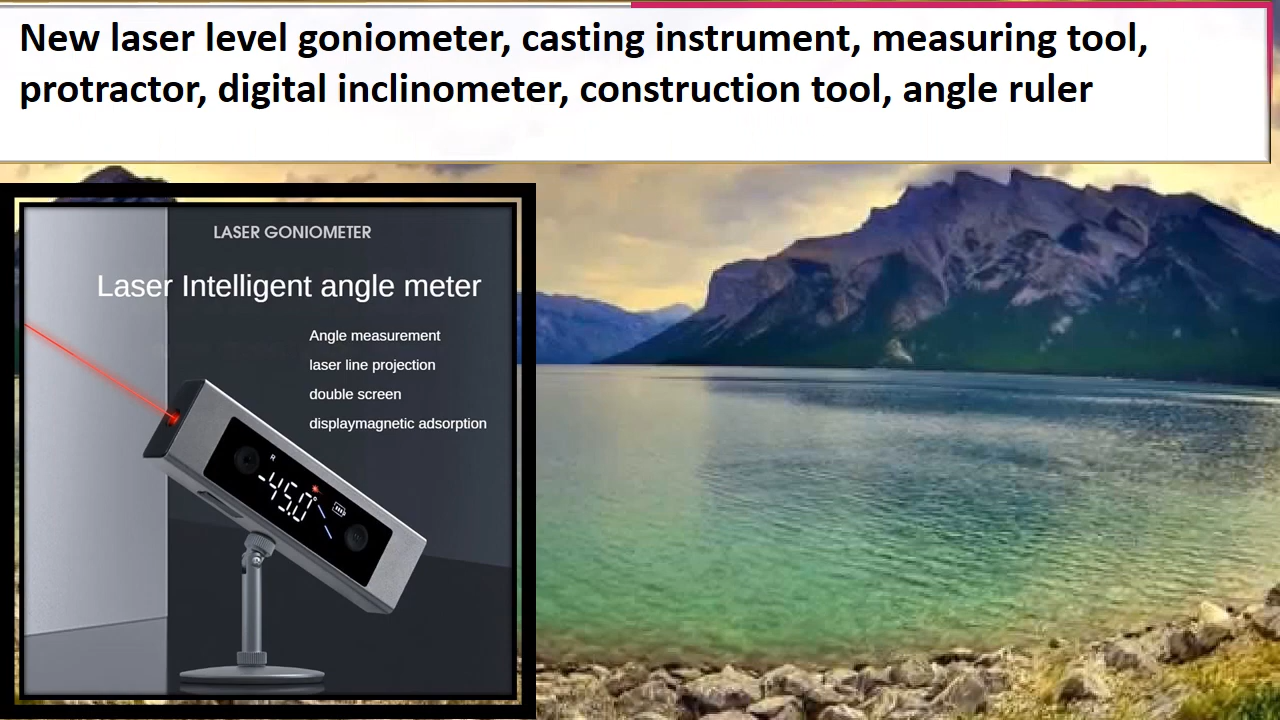 New laser level goniometer, casting instrument, measuring tool,
protractor, digital inclinometer, construction tool, angle ruler
LASER GONIOMETER
Laser Intelligent angle meter
Angle measurement
laser line projection
double screen
displaymagnetic adsorption
R
-45.0°